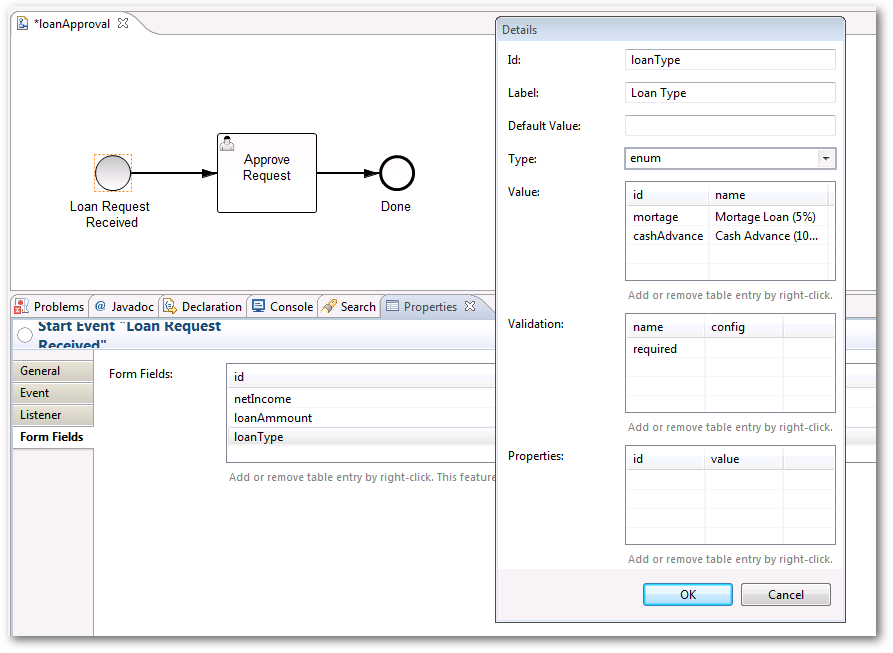 *loanApproval
Approve
Request
Loan Request
Received
Done
Problems
@ Javadoc
Declaration
Console
Search
Properties
Start Event "Loan Request
Received"
General
Event
Listener
Form Fields
Form Fields:
id
netIncome
loanAmmount
loanType
Add or remove table entry by right-click. This feature
Details
Id:
loanType
Label:
Loan Type
Default Value:
Type:
enum
Value:
id name
mortage Mortage Loan (5%)
cashAdvance Cash Advance (10...
Add or remove table entry by right-click.
Validation:
name config
required
Add or remove table entry by right-click.
Properties:
id value
Add or remove table entry by right-click.
OK
Cancel